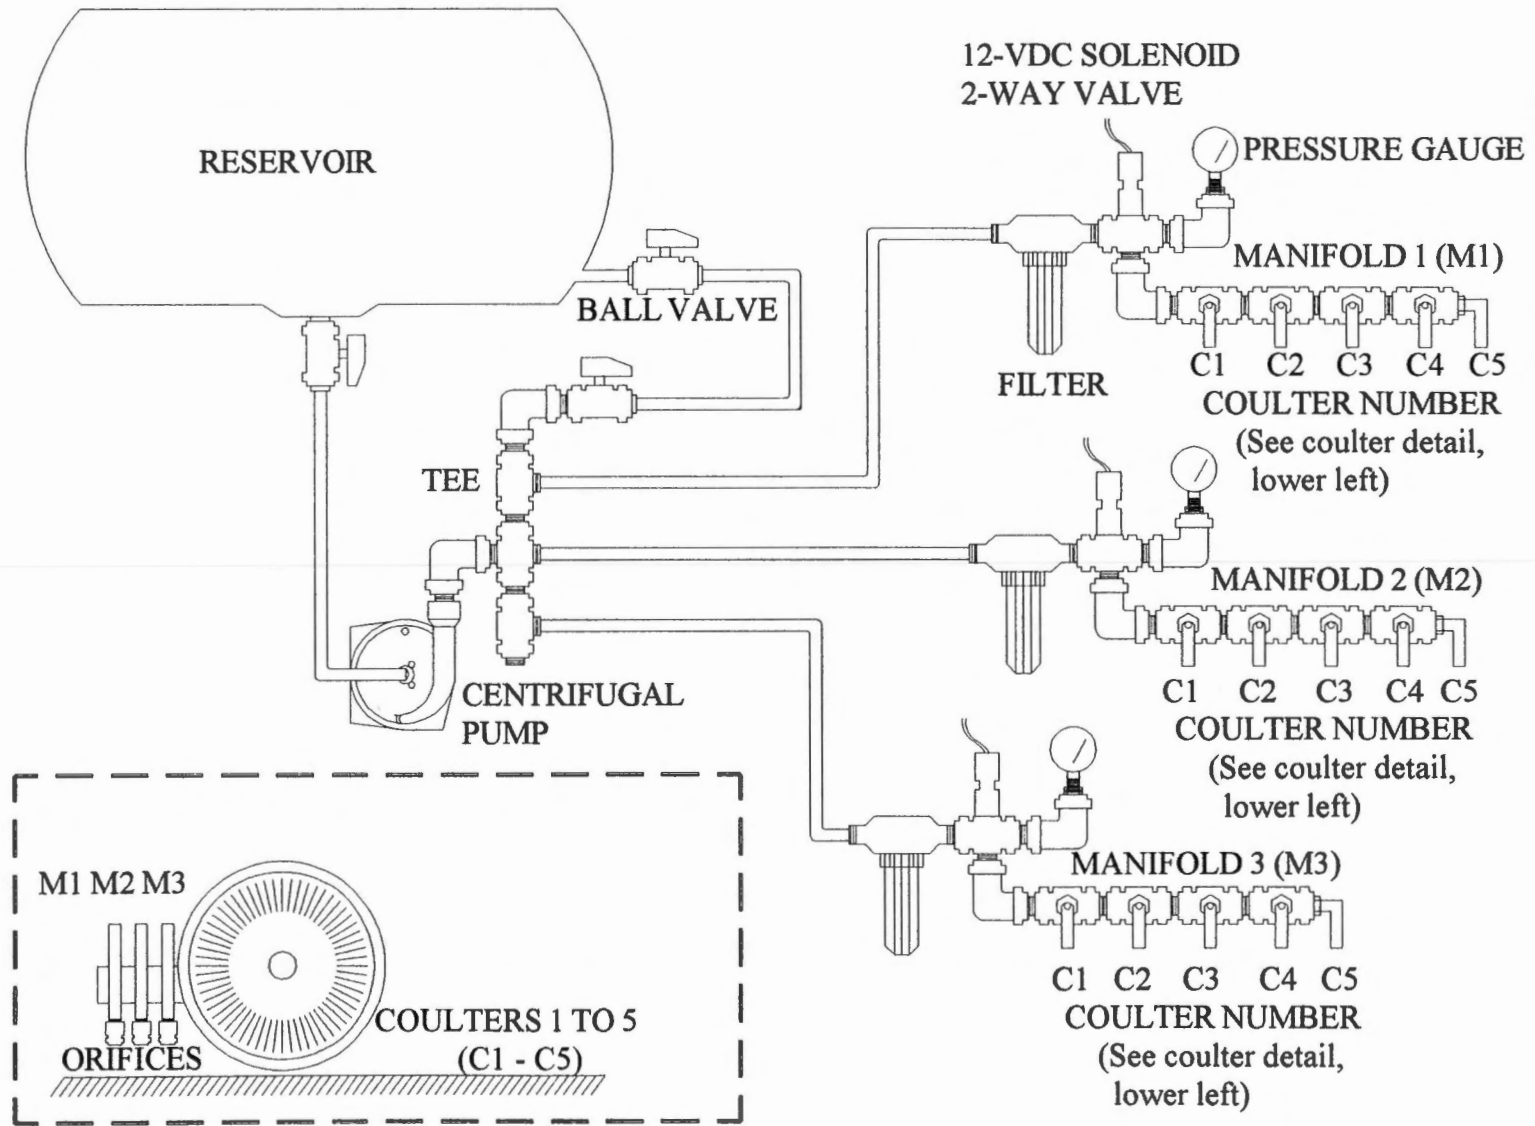 12-VDC SOLENOID
2-WAY VALVE
PRESSURE GAUGE
RESERVOIR
MANIFOLD 1 (M1)
BALL VALVE
FILTER
C1 C2 C3 C4 C5
COULTER NUMBER
(See coulter detail,
lower left)
TEE
MANIFOLD 2 (M2)
C1 C2 C3 C4 C5
COULTER NUMBER
(See coulter detail,
lower left)
CENTRIFUGAL
PUMP
MANIFOLD 3 (M3)
C1 C2 C3 C4 C5
COULTER NUMBER
(See coulter detail,
lower left)
M1 M2 M3
COULTERS 1 TO 5
(C1 - C5)
ORIFICES